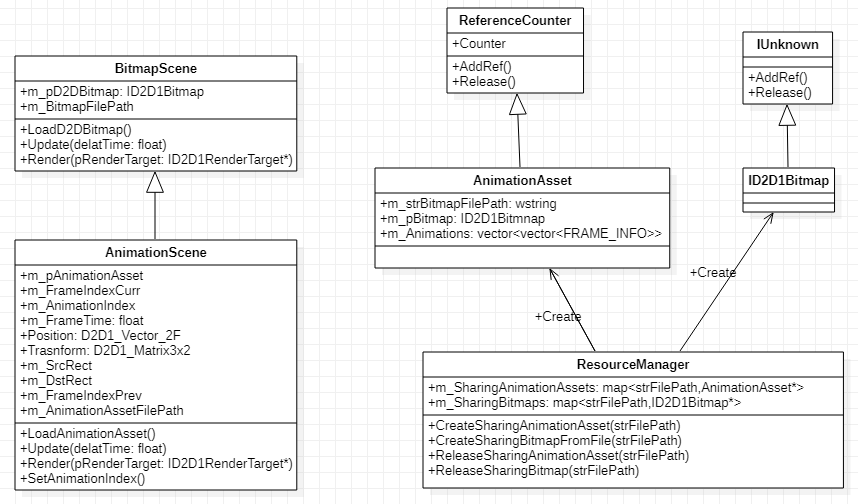 BitmapScene
+m_pD2DBitmap: ID2D1Bitmap
+m_BitmapFilePath
+LoadD2DBitmap()
+Update(delatTime: float)
+Render(pRenderTarget: ID2D1RenderTarget*)
AnimationScene
+m_pAnimationAsset
+m_FrameIndexCurr
+m_AnimationIndex
+m_FrameTime: float
+Position: D2D1_Vector_2F
+Trasnform: D2D1_Matrix3x2
+m_SrcRect
+m_DstRect
+m_FrameIndexPrev
+m_AnimationAssetFilePath
+LoadAnimationAsset()
+Update(delatTime: float)
+Render(pRenderTarget: ID2D1RenderTarget*)
+SetAnimationIndex()
ReferenceCounter
+Counter
+AddRef()
+Release()
AnimationAsset
+m_strBitmapFilePath: wstring
+m_pBitmap: ID2D1Bitmnap
+m_Animations: vector<vector<FRAME_INFO>>
IUnknown
+AddRef()
+Release()
ID2D1Bitmap
+Create
+Create
ResourceManager
+m_SharingAnimationAssets: map<strFilePath,AnimationAsset*>
+m_SharingBitmaps: map<strFilePath,ID2D1Bitmap*>
+CreateSharingAnimationAsset(strFilePath)
+CreateSharingBitmapFromFile(strFilePath)
+ReleaseSharingAnimationAsset(strFilePath)
+ReleaseSharingBitmap(strFilePath)